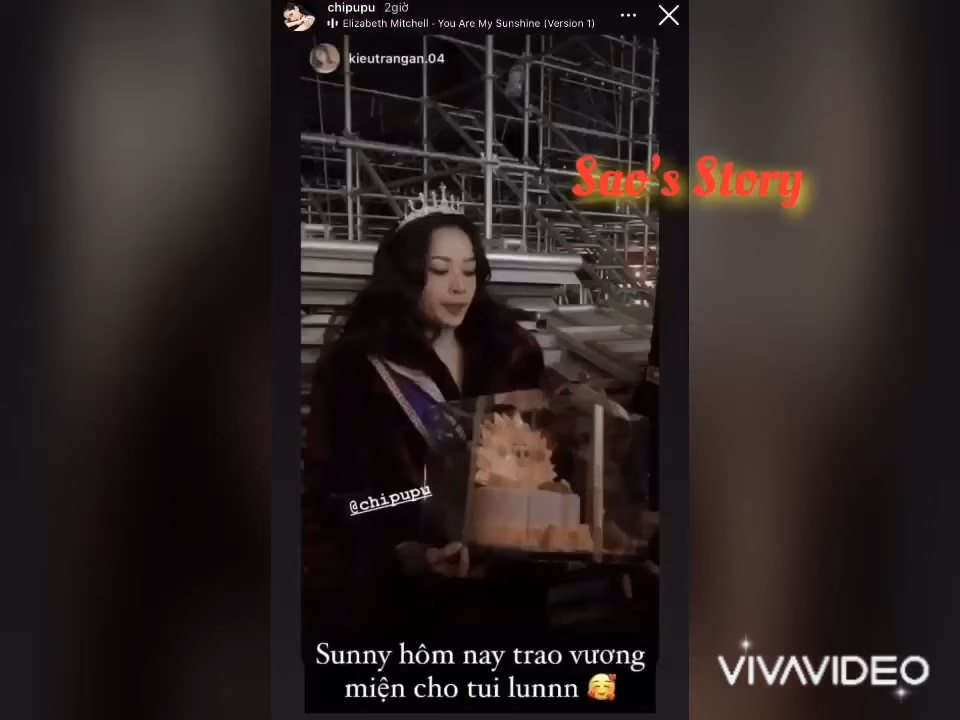 chipupu 2giờ
Elizabeth Mitchell - You Are My Sunshine (Version 1)
kieutrangan.04
Sao's Story
@chipupu
Sunny hôm nay trao vương
miện cho tui lunnn 🥰
VIVAVIDEO